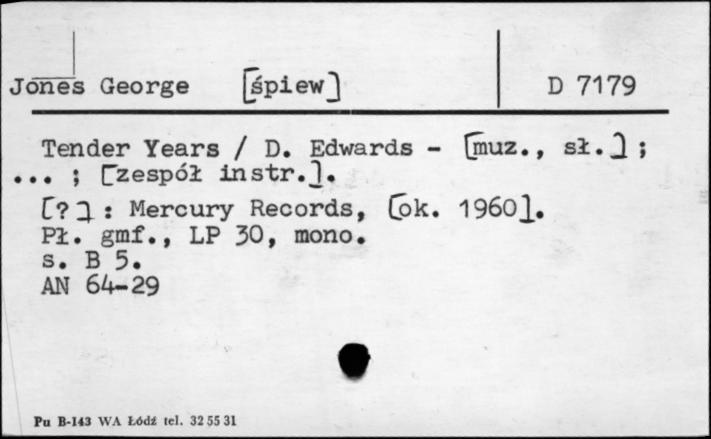 Jones George [śpiew] D 7179
Tender Years / D. Edwards - [muz., sł.] ;
... ; [zespół instr.].
[?] : Mercury Records, [ok. 1960].
Pł. gmf., LP 30, mono.
s. B 5.
AN 64-29
Pu B-143 WA Łódź tel. 32 55 31